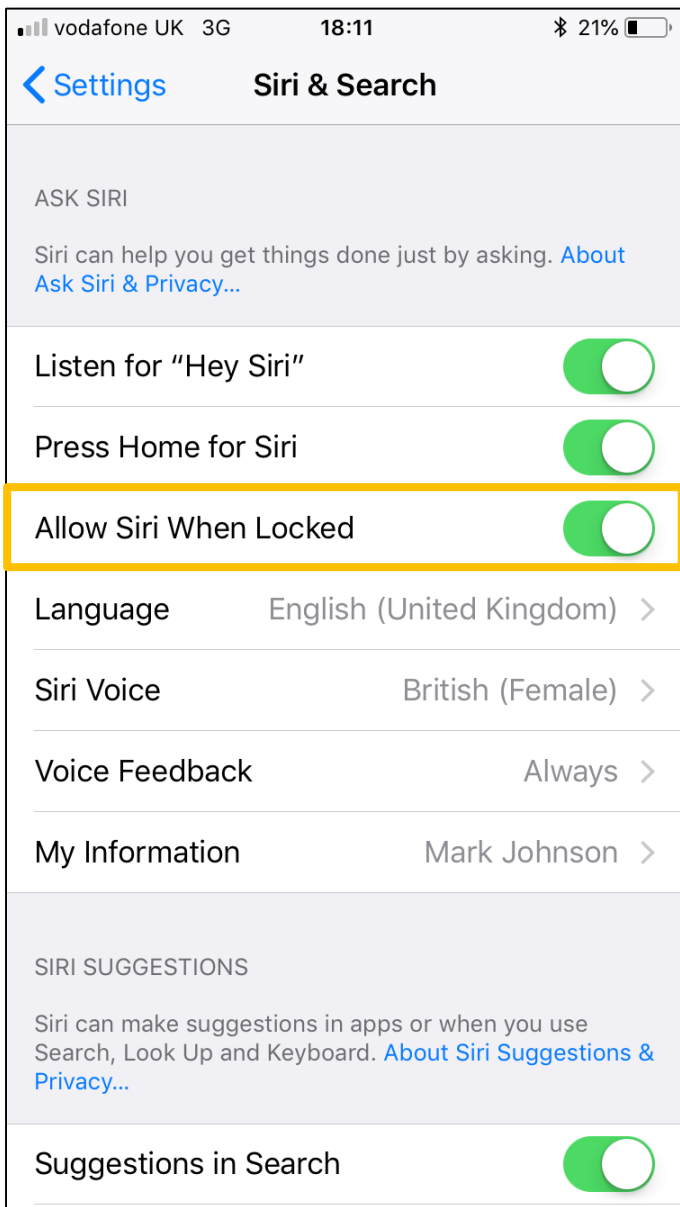 vodafone UK 3G 18:11 21%
Settings Siri & Search
ASK SIRI
Siri can help you get things done just by asking. About
Ask Siri & Privacy...
Listen for “Hey Siri”
Press Home for Siri
Allow Siri When Locked
Language English (United Kingdom)
Siri Voice British (Female)
Voice Feedback Always
My Information Mark Johnson
SIRI SUGGESTIONS
Siri can make suggestions in apps or when you use
Search, Look Up and Keyboard. About Siri Suggestions &
Privacy...
Suggestions in Search